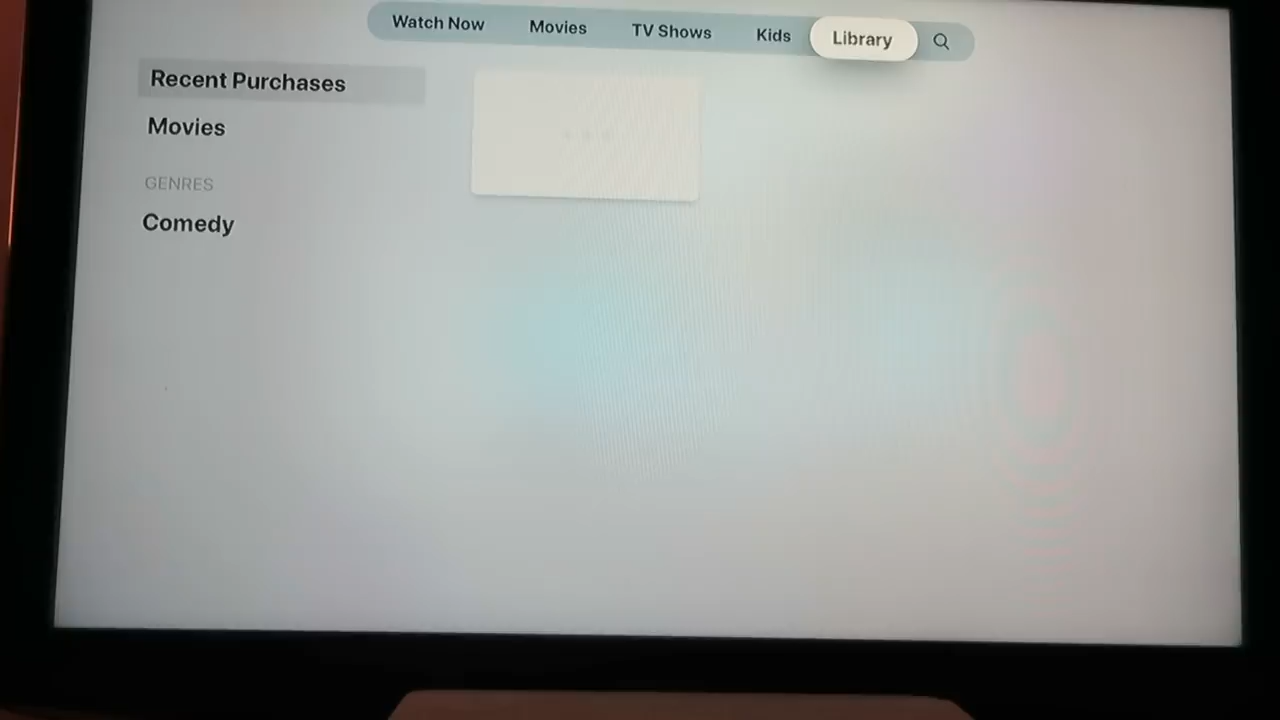 Watch Now Movies TV Shows Kids Library
Recent Purchases
Movies
GENRES
Comedy